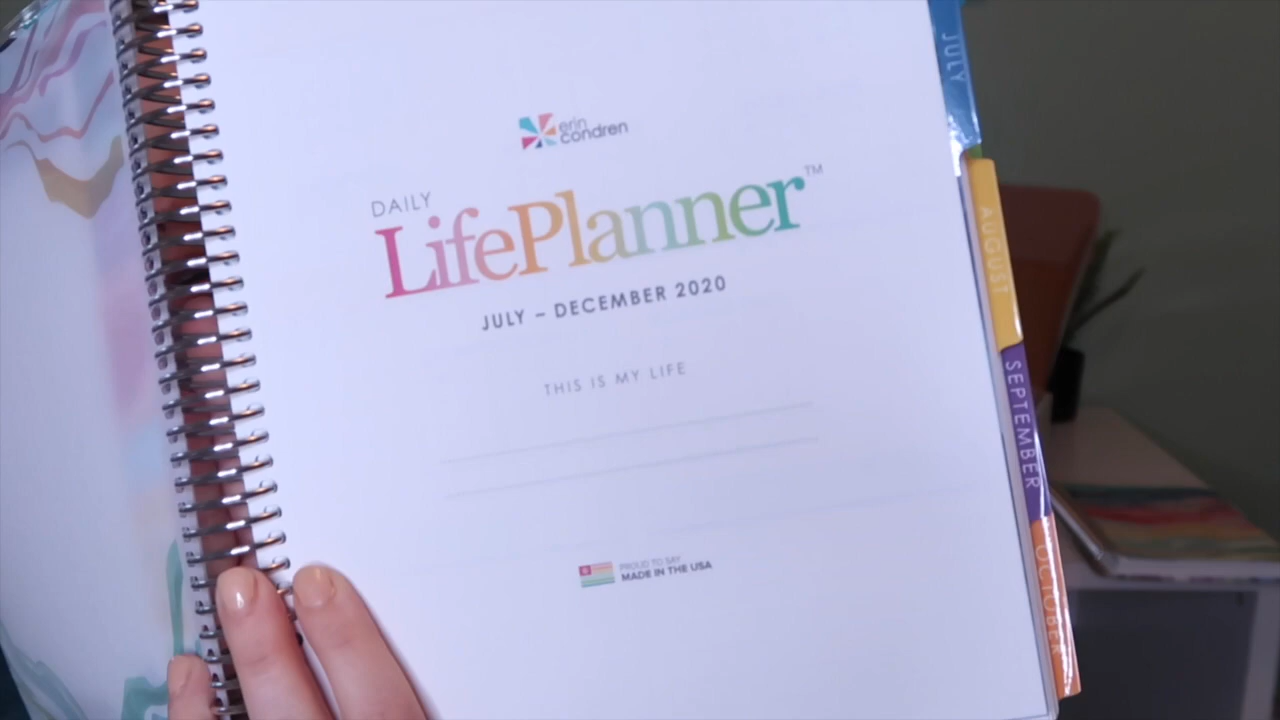 erin
condren
DAILY
LifePlanner™
JULY – DECEMBER 2020
THIS IS MY LIFE
PROUD TO SAY
MADE IN THE USA
JULY
AUGUST
SEPTEMBER
OCTOBER